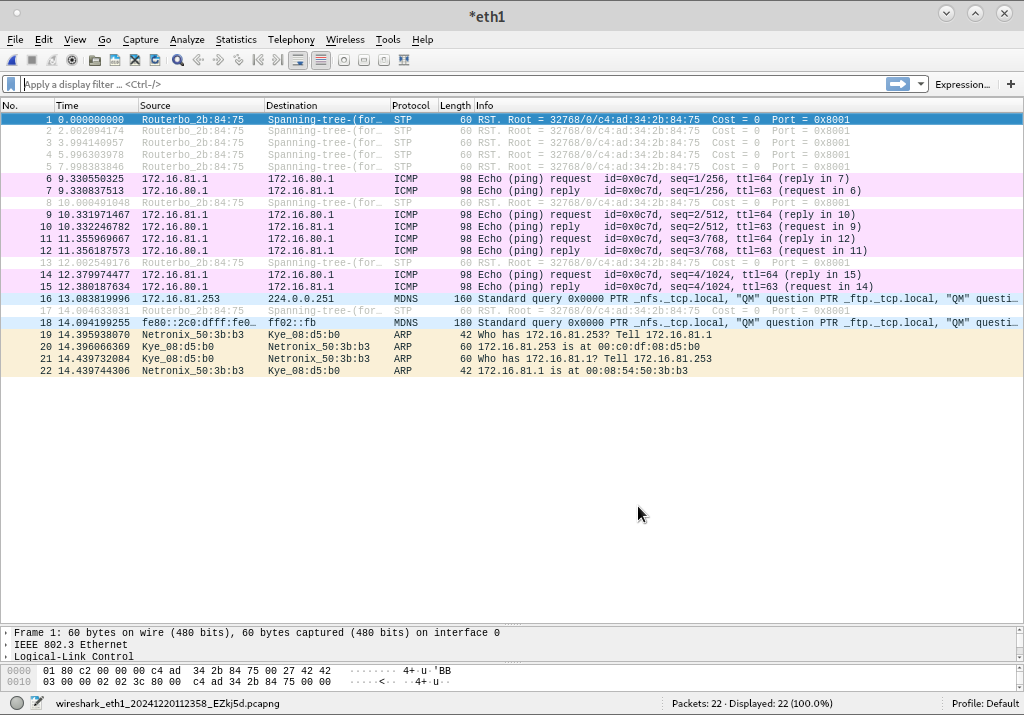 *eth1
File Edit View Go Capture Analyze Statistics Telephony Wireless Tools Help
Apply a display filter ... <Ctrl-/> Expression... +
No. Time Source Destination Protocol Length Info
1 0.000000000 Routerbo_2b:84:75 Spanning-tree-(for… STP 60 RST. Root = 32768/0/c4:ad:34:2b:84:75 Cost = 0 Port = 0x8001
2 2.002094174 Routerbo_2b:84:75 Spanning-tree-(for… STP 60 RST. Root = 32768/0/c4:ad:34:2b:84:75 Cost = 0 Port = 0x8001
3 3.994140957 Routerbo_2b:84:75 Spanning-tree-(for… STP 60 RST. Root = 32768/0/c4:ad:34:2b:84:75 Cost = 0 Port = 0x8001
4 5.996303978 Routerbo_2b:84:75 Spanning-tree-(for… STP 60 RST. Root = 32768/0/c4:ad:34:2b:84:75 Cost = 0 Port = 0x8001
5 7.998383846 Routerbo_2b:84:75 Spanning-tree-(for… STP 60 RST. Root = 32768/0/c4:ad:34:2b:84:75 Cost = 0 Port = 0x8001
6 9.330550325 172.16.81.1 172.16.80.1 ICMP 98 Echo (ping) request id=0x0c7d, seq=1/256, ttl=64 (reply in 7)
7 9.330837513 172.16.80.1 172.16.81.1 ICMP 98 Echo (ping) reply id=0x0c7d, seq=1/256, ttl=63 (request in 6)
8 10.000491048 Routerbo_2b:84:75 Spanning-tree-(for… STP 60 RST. Root = 32768/0/c4:ad:34:2b:84:75 Cost = 0 Port = 0x8001
9 10.331971467 172.16.81.1 172.16.80.1 ICMP 98 Echo (ping) request id=0x0c7d, seq=2/512, ttl=64 (reply in 10)
10 10.332246782 172.16.80.1 172.16.81.1 ICMP 98 Echo (ping) reply id=0x0c7d, seq=2/512, ttl=63 (request in 9)
11 11.355969667 172.16.81.1 172.16.80.1 ICMP 98 Echo (ping) request id=0x0c7d, seq=3/768, ttl=64 (reply in 12)
12 11.356187573 172.16.80.1 172.16.81.1 ICMP 98 Echo (ping) reply id=0x0c7d, seq=3/768, ttl=63 (request in 11)
13 12.002549176 Routerbo_2b:84:75 Spanning-tree-(for… STP 60 RST. Root = 32768/0/c4:ad:34:2b:84:75 Cost = 0 Port = 0x8001
14 12.379974477 172.16.81.1 172.16.80.1 ICMP 98 Echo (ping) request id=0x0c7d, seq=4/1024, ttl=64 (reply in 15)
15 12.380187634 172.16.80.1 172.16.81.1 ICMP 98 Echo (ping) reply id=0x0c7d, seq=4/1024, ttl=63 (request in 14)
16 13.083819996 172.16.81.253 224.0.0.251 MDNS 160 Standard query 0x0000 PTR _nfs._tcp.local, "QM" question PTR _ftp._tcp.local, "QM" questi…
17 14.004633031 Routerbo_2b:84:75 Spanning-tree-(for… STP 60 RST. Root = 32768/0/c4:ad:34:2b:84:75 Cost = 0 Port = 0x8001
18 14.094199255 fe80::2c0:dfff:fe0… ff02::fb MDNS 180 Standard query 0x0000 PTR _nfs._tcp.local, "QM" question PTR _ftp._tcp.local, "QM" questi…
19 14.395938070 Netronix_50:3b:b3 Kye_08:d5:b0 ARP 42 Who has 172.16.81.253? Tell 172.16.81.1
20 14.396066369 Kye_08:d5:b0 Netronix_50:3b:b3 ARP 60 172.16.81.253 is at 00:c0:df:08:d5:b0
21 14.439732084 Kye_08:d5:b0 Netronix_50:3b:b3 ARP 60 Who has 172.16.81.1? Tell 172.16.81.253
22 14.439744306 Netronix_50:3b:b3 Kye_08:d5:b0 ARP 42 172.16.81.1 is at 00:08:54:50:3b:b3
Frame 1: 60 bytes on wire (480 bits), 60 bytes captured (480 bits) on interface 0
IEEE 802.3 Ethernet
Logical-Link Control
0000 01 80 c2 00 00 00 c4 ad 34 2b 84 75 00 27 42 42 ········ 4+·u·'BB
0010 03 00 00 02 02 3c 80 00 c4 ad 34 2b 84 75 00 00 ·····<·· ··4+·u··
wireshark_eth1_20241220112358_EZkj5d.pcapng Packets: 22 · Displayed: 22 (100.0%) Profile: Default